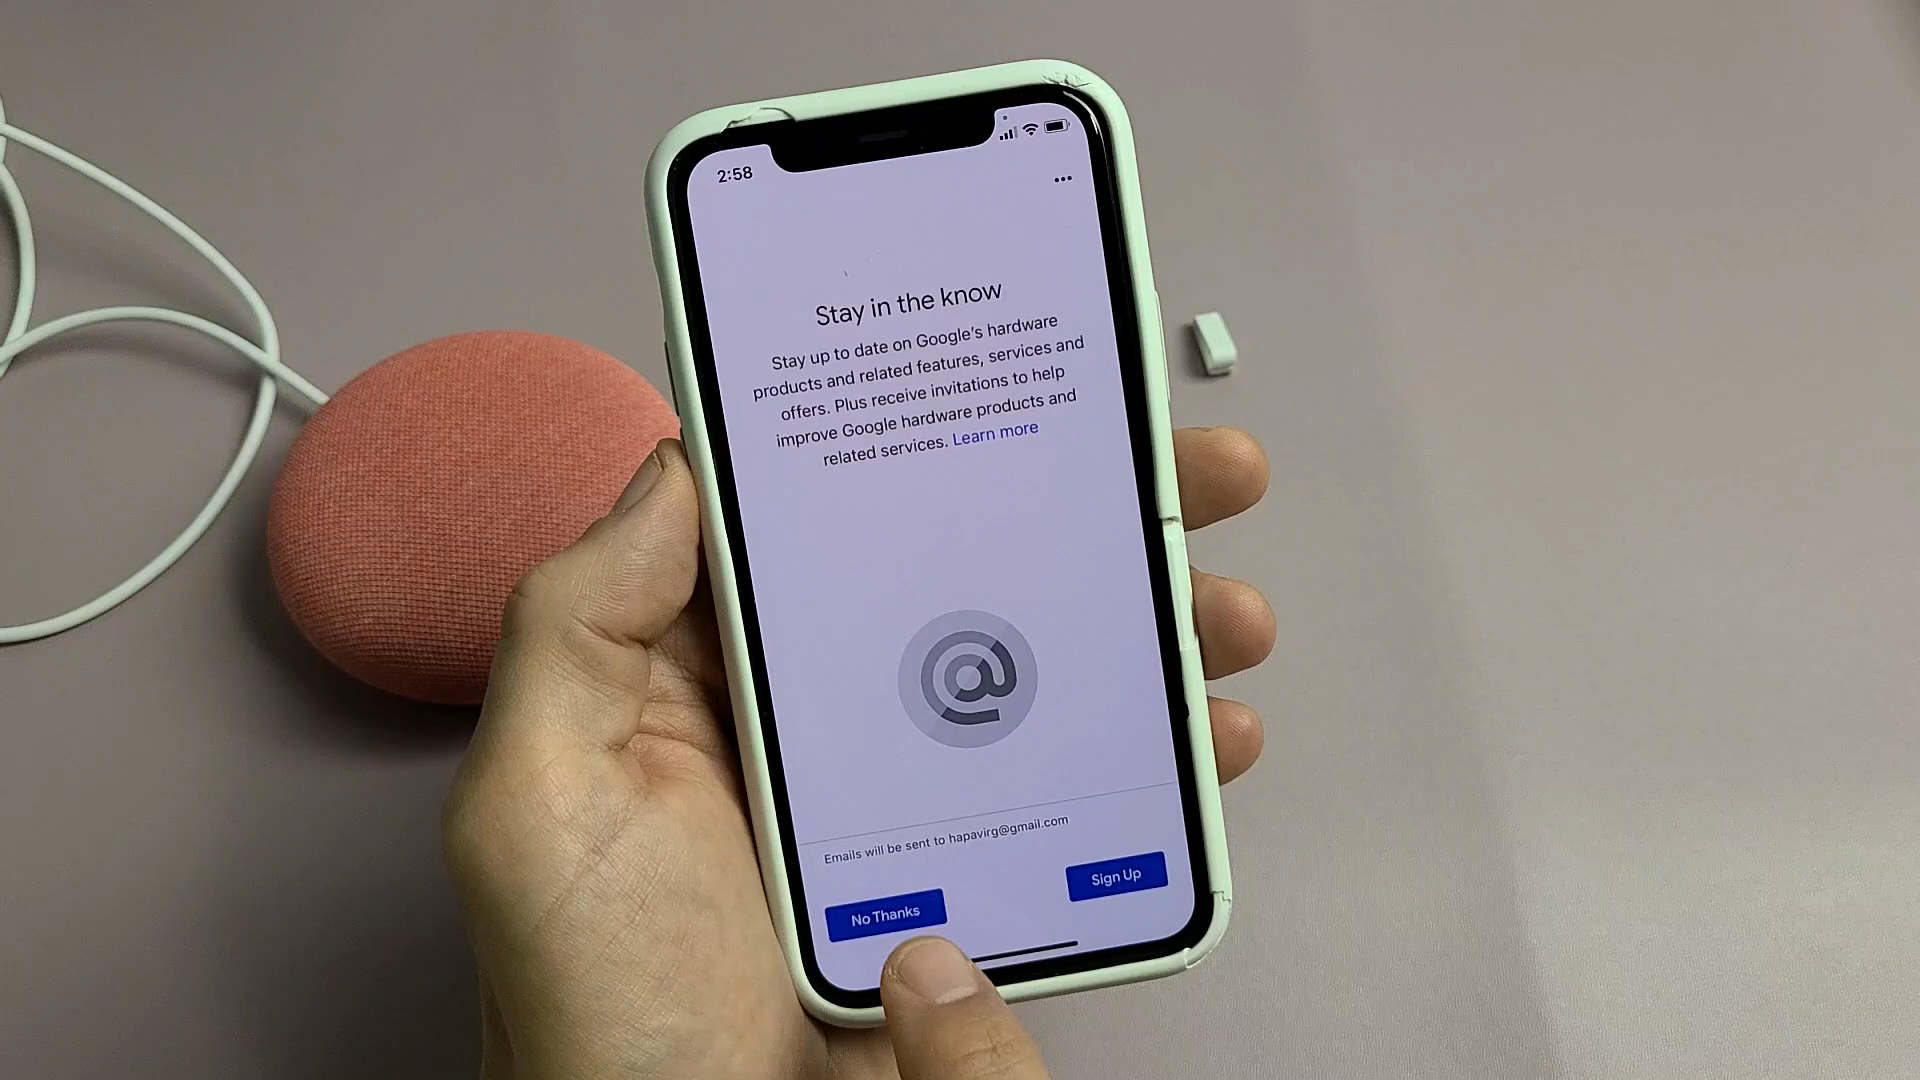 2:58
Stay in the know
Stay up to date on Google's hardware
products and related features, services and
offers. Plus receive invitations to help
improve Google hardware products and
related services. Learn more
Emails will be sent to hapavirg@gmail.com
No Thanks
Sign Up